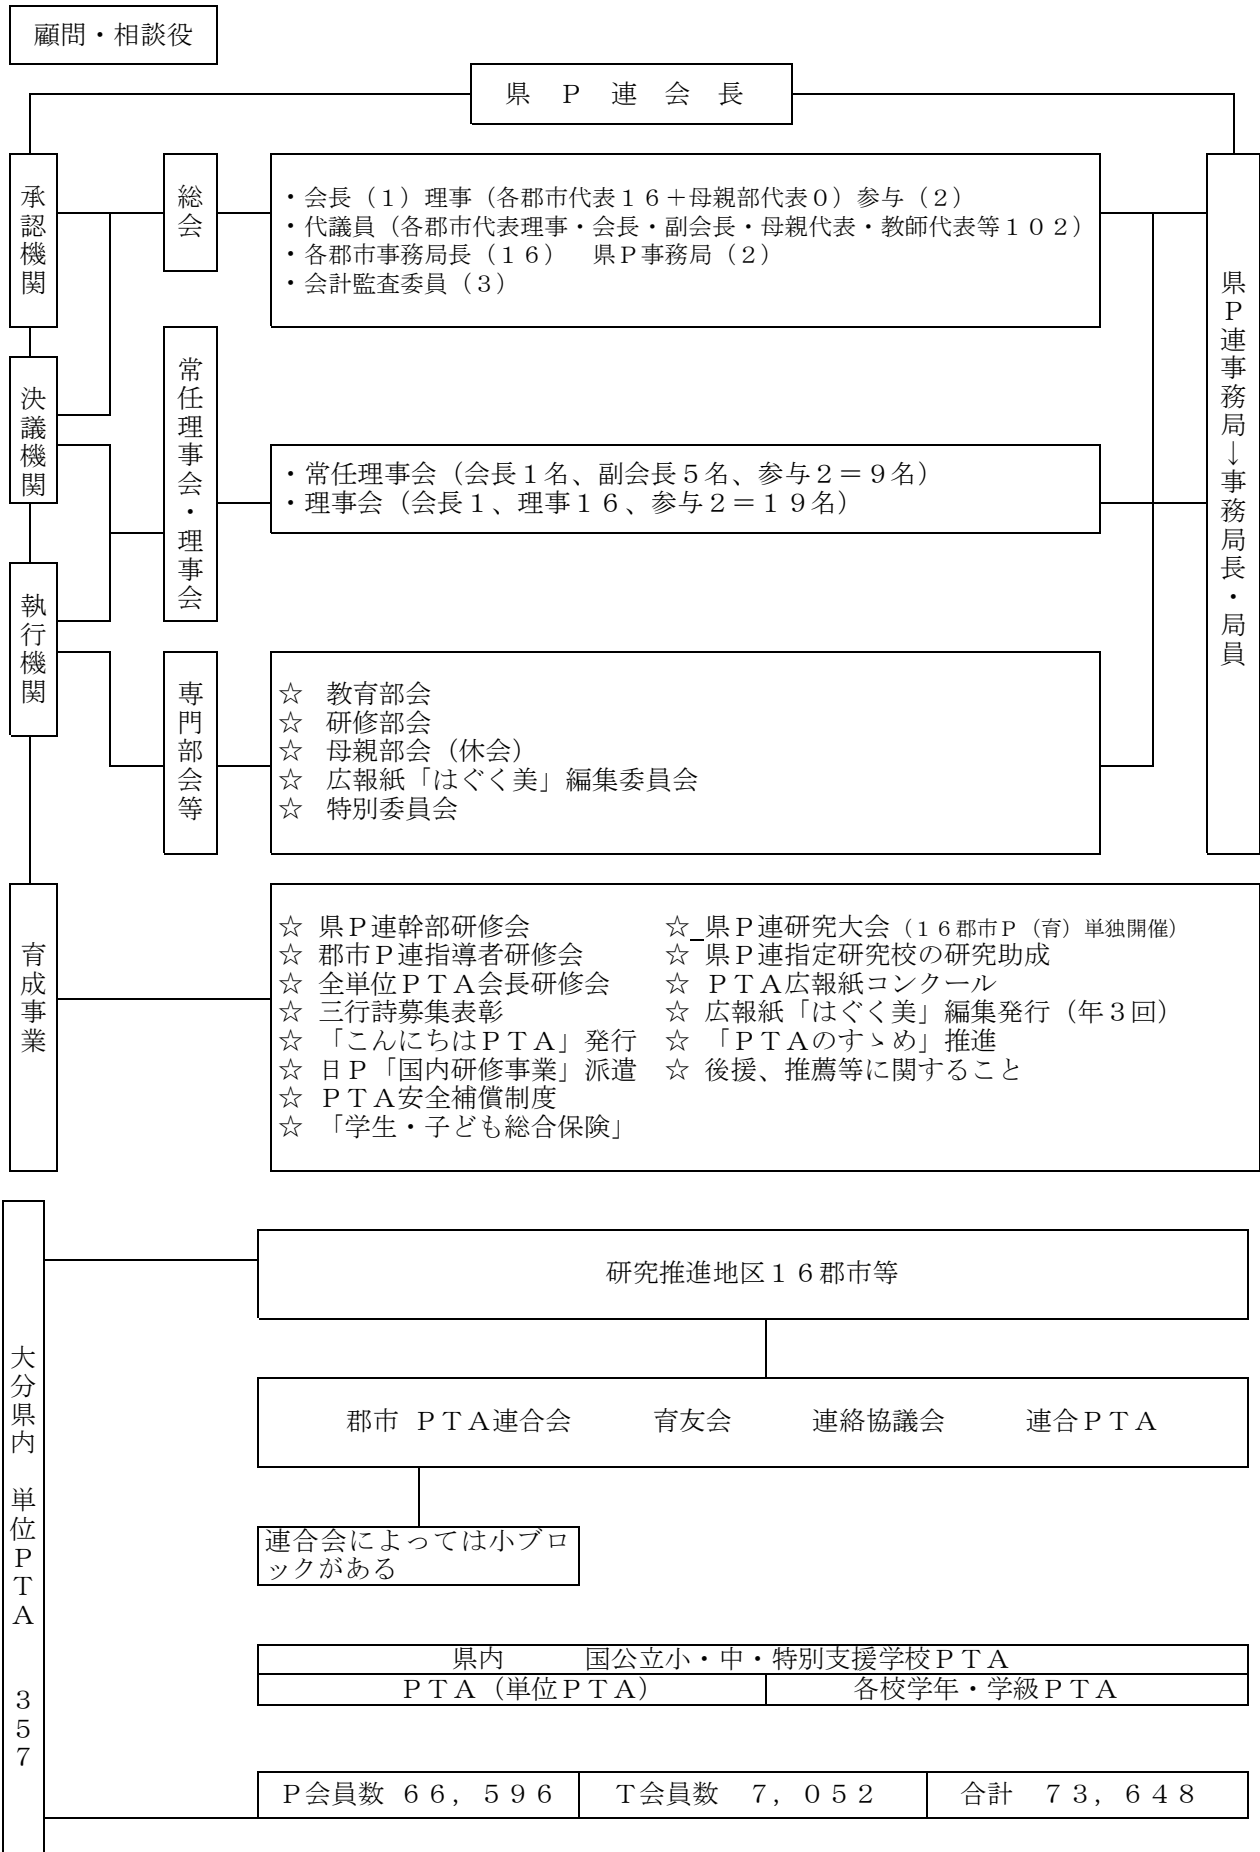 顧問・相談役
県　Ｐ　連　会　長
承認機関
総会
・会長（１）理事（各郡市代表１６＋母親部代表０）参与（２）
・代議員（各郡市代表理事・会長・副会長・母親代表・教師代表等１０２）
・各郡市事務局長（１６）　県Ｐ事務局（２）
・会計監査委員（３）
県Ｐ連事務局→事務局長・局員
決議機関
常任理事会・理事会
・常任理事会（会長１名、副会長５名、参与２＝９名）
・理事会（会長１、理事１６、参与２＝１９名）
執行機関
専門部会等
☆　教育部会
☆　研修部会
☆　母親部会（休会）
☆　広報紙「はぐく美」編集委員会
☆　特別委員会
育成事業
☆ 県Ｐ連幹部研修会　☆ 県Ｐ連研究大会（１６郡市Ｐ（育）単独開催）
☆ 郡市Ｐ連指導者研修会　☆ 県Ｐ連指定研究校の研究助成
☆ 全単位ＰＴＡ会長研修会　☆ ＰＴＡ広報紙コンクール
☆ 三行詩募集表彰　☆ 広報紙「はぐく美」編集発行（年３回）
☆ 「こんにちはＰＴＡ」発行　☆ 「ＰＴＡのすゝめ」推進
☆ 日Ｐ「国内研修事業」派遣　☆ 後援、推薦等に関すること
☆ ＰＴＡ安全補償制度
☆ 「学生・子ども総合保険」
大分県内　単位ＰＴＡ　３５７
研究推進地区１６郡市等
郡市 ＰＴＡ連合会　育友会　連絡協議会　連合ＰＴＡ
連合会によっては小ブロ
ックがある
県内　国公立小・中・特別支援学校ＰＴＡ
ＰＴＡ（単位ＰＴＡ）　各校学年・学級ＰＴＡ
Ｐ会員数 ６６，５９６　Ｔ会員数 ７，０５２　合計 ７３，６４８